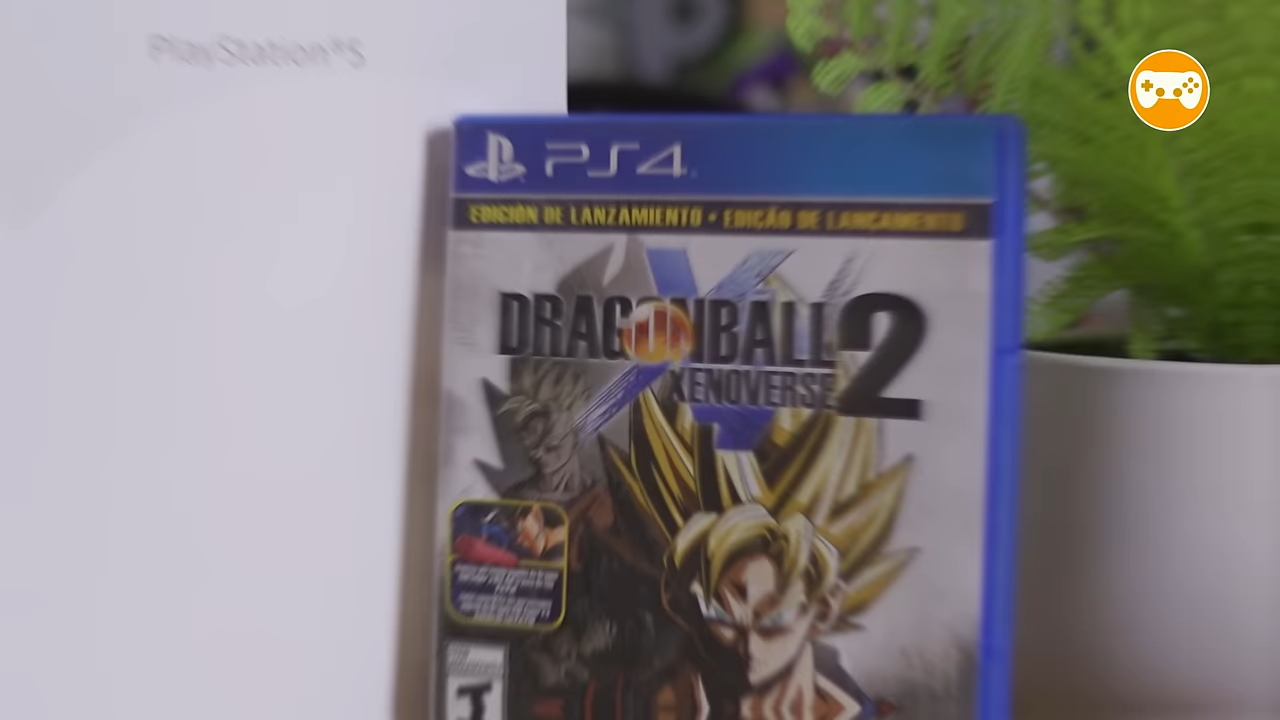 PlayStation®5
PS4
EDICIÓN DE LANZAMIENTO • EDIÇÃO DE LANÇAMENTO
DRAGONBALL
XENOVERSE 2
T